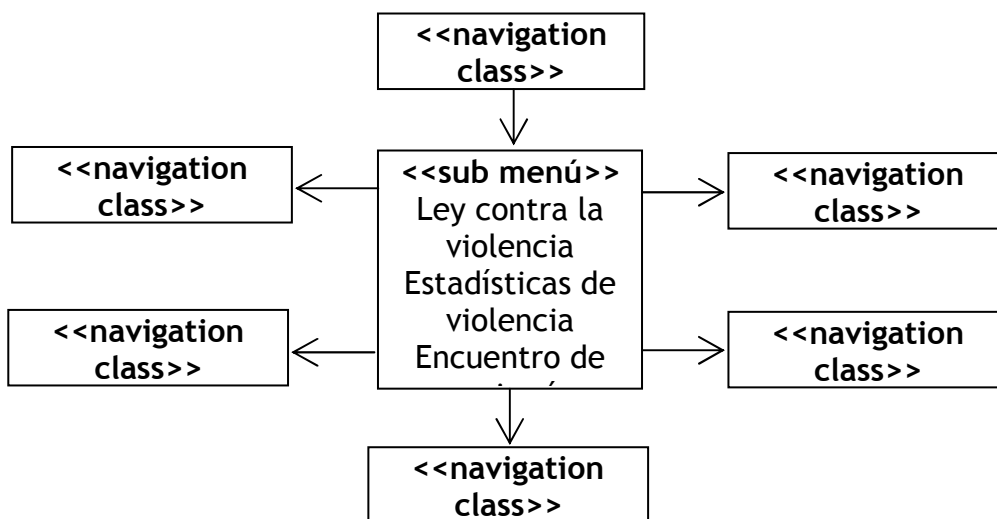 <<navigation
class>>
<<navigation
class>>
<<sub menú>>
Ley contra la
violencia
Estadísticas de
violencia
Encuentro de
<<navigation
class>>
<<navigation
class>>
<<navigation
class>>
<<navigation
class>>